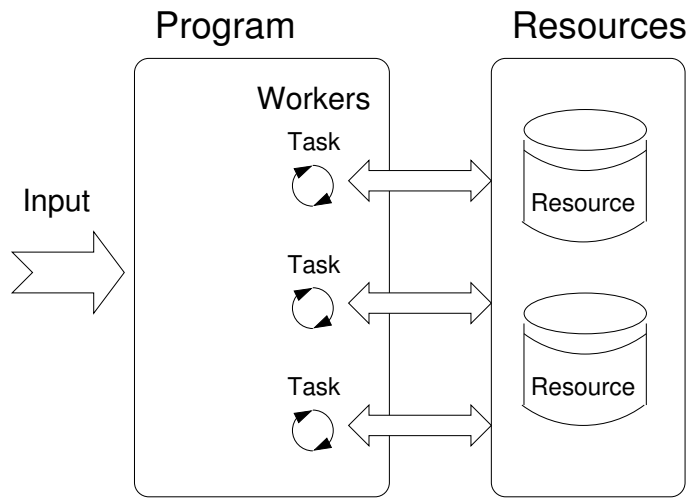 Program
Resources
Workers
Task
Input
Resource
Task
Task
Resource